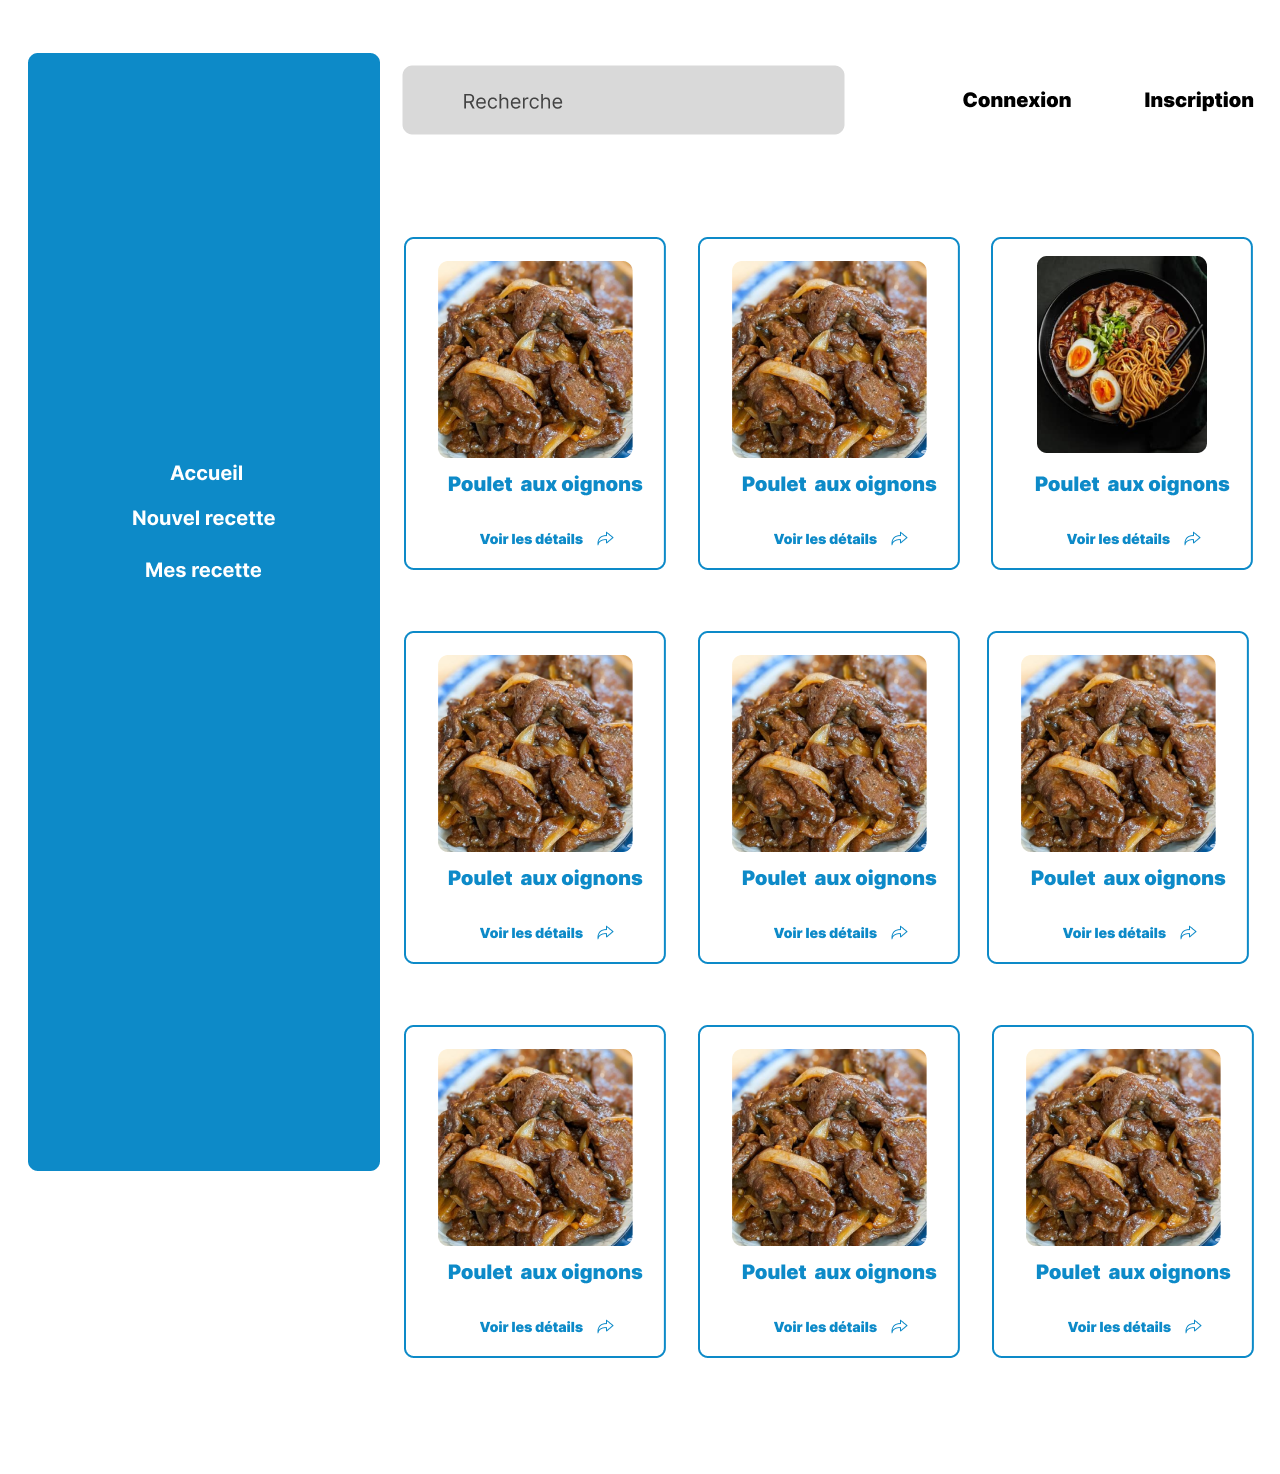 Recherche
Connexion
Inscription
Accueil
Nouvel recette
Mes recette
Poulet aux oignons
Poulet aux oignons
Poulet aux oignons
Voir les détails
Voir les détails
Voir les détails
Poulet aux oignons
Poulet aux oignons
Poulet aux oignons
Voir les détails
Voir les détails
Voir les détails
Poulet aux oignons
Poulet aux oignons
Poulet aux oignons
Voir les détails
Voir les détails
Voir les détails